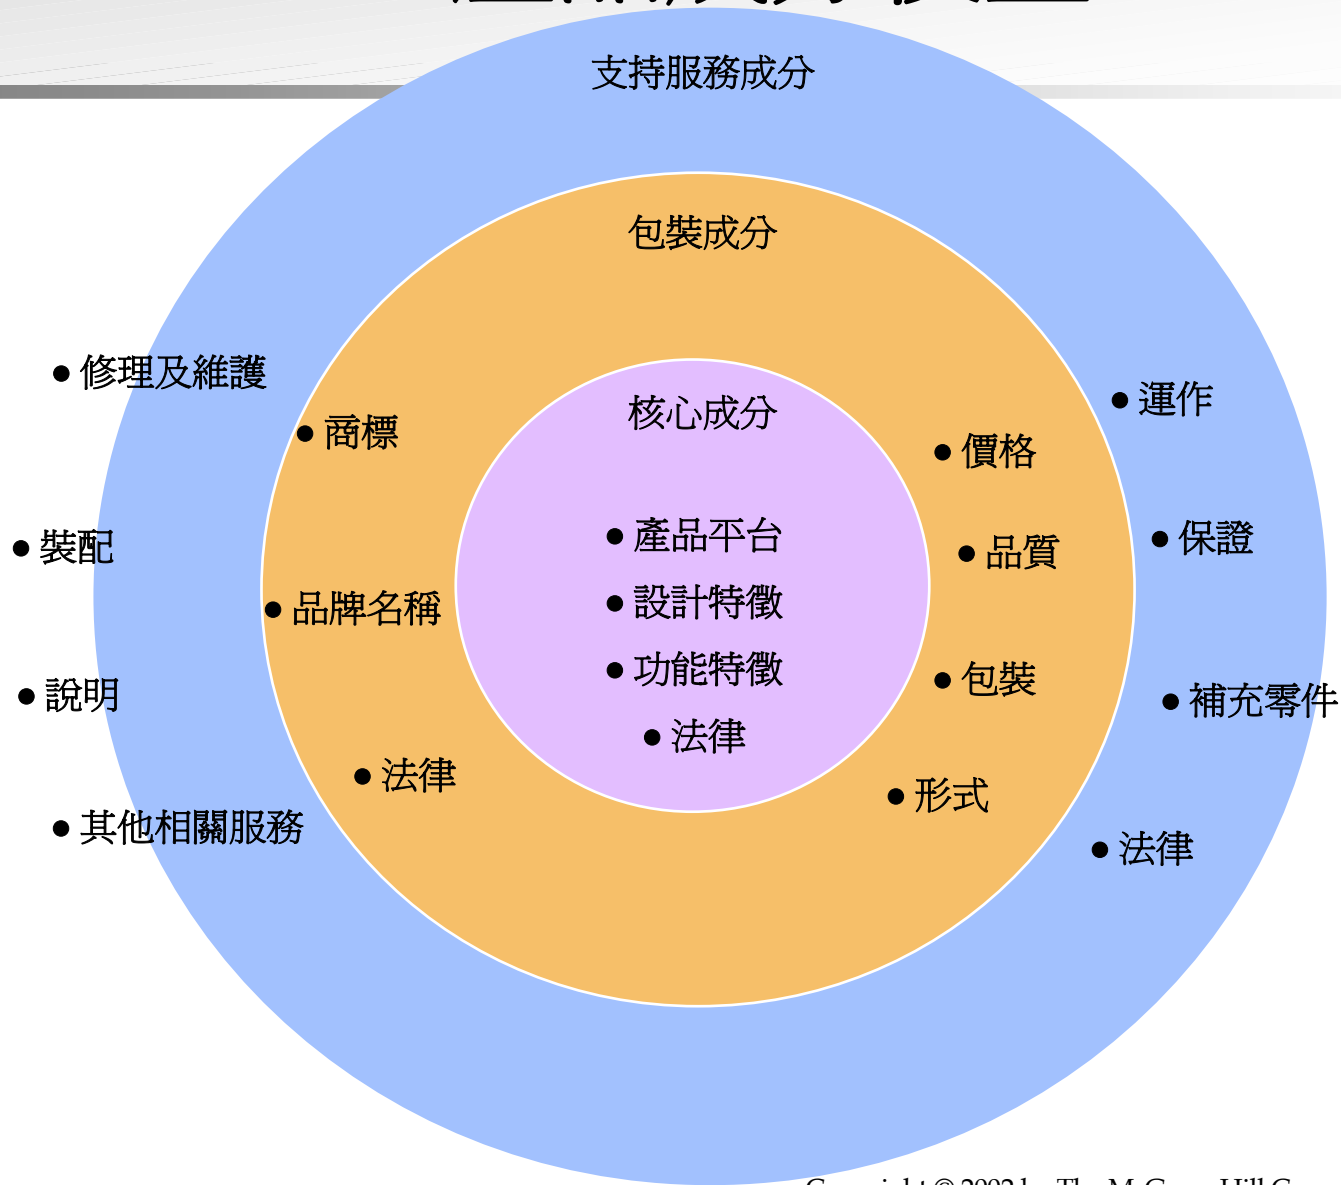 支持服務成分
包裝成分
核心成分
● 產品平台
● 設計特徵
● 功能特徵
● 法律
● 商標
● 品牌名稱
● 法律
● 價格
● 品質
● 包裝
● 形式
● 修理及維護
● 裝配
● 說明
● 其他相關服務
● 運作
● 保證
● 補充零件
● 法律